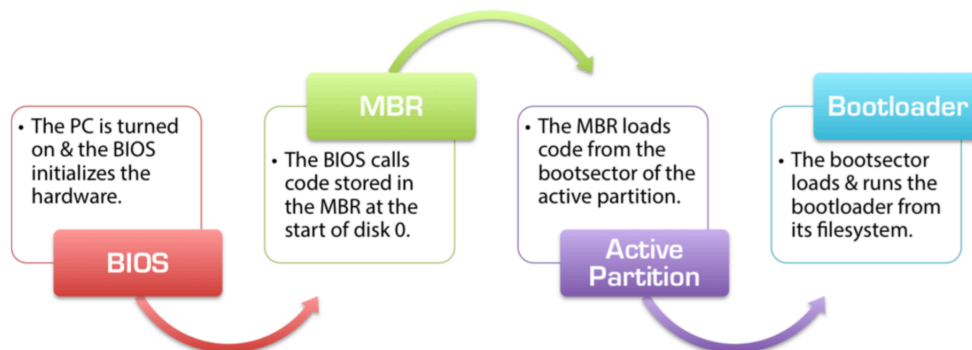 • The PC is turned
on & the BIOS
initializes the
hardware.
BIOS
MBR
• The BIOS calls
code stored in
the MBR at the
start of disk 0.
• The MBR loads
code from the
bootsector of the
active partition.
Active
Partition
Bootloader
• The bootsector
loads & runs the
bootloader from
its filesystem.